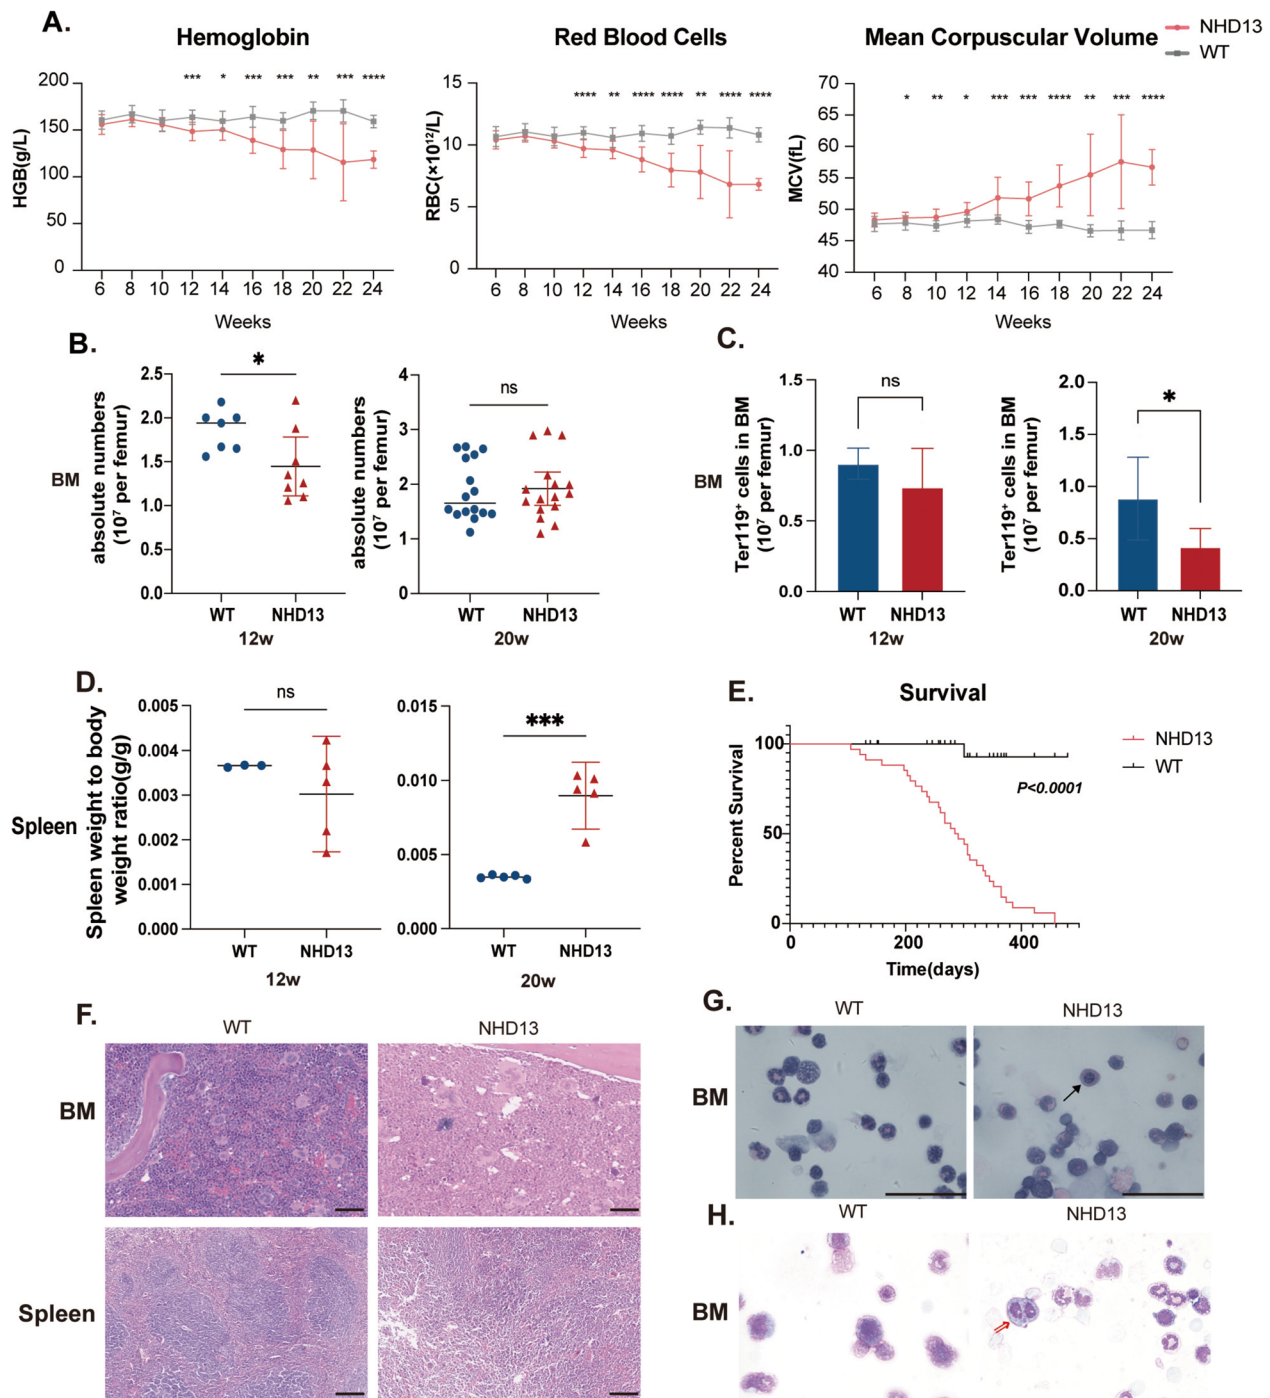 A.
Hemoglobin
Red Blood Cells
Mean Corpuscular Volume
NHD13
WT
HGB(g/L)
200
150
100
50
0
*** * *** *** ** *** ****
6 8 10 12 14 16 18 20 22 24
Weeks
RBC(×10¹²/L)
15
10
5
0
**** ** **** **** ** **** ****
6 8 10 12 14 16 18 20 22 24
Weeks
MCV(fL)
70
65
60
55
50
45
40
* ** * *** *** **** ** *** ****
6 8 10 12 14 16 18 20 22 24
Weeks
B.
BM
absolute numbers
(10⁷ per femur)
2.5
2.0
1.5
1.0
0.5
0.0
*
WT NHD13
12w
absolute numbers
(10⁷ per femur)
4
3
2
1
0
ns
WT NHD13
20w
C.
BM
Ter119⁺ cells in BM
(10⁷ per femur)
1.5
1.0
0.5
0.0
ns
WT NHD13
12w
Ter119⁺ cells in BM
(10⁷ per femur)
2.0
1.5
1.0
0.5
0.0
*
WT NHD13
20w
D.
Spleen
Spleen weight to body
weight ratio(g/g)
0.005
0.004
0.003
0.002
0.001
0.000
ns
WT NHD13
12w
0.015
0.010
0.005
0.000
***
WT NHD13
20w
E.
Survival
Percent Survival
100
50
0
0 200 400
Time(days)
NHD13
WT
P<0.0001
F.
WT NHD13
BM
Spleen
G.
WT NHD13
BM
H.
WT NHD13
BM